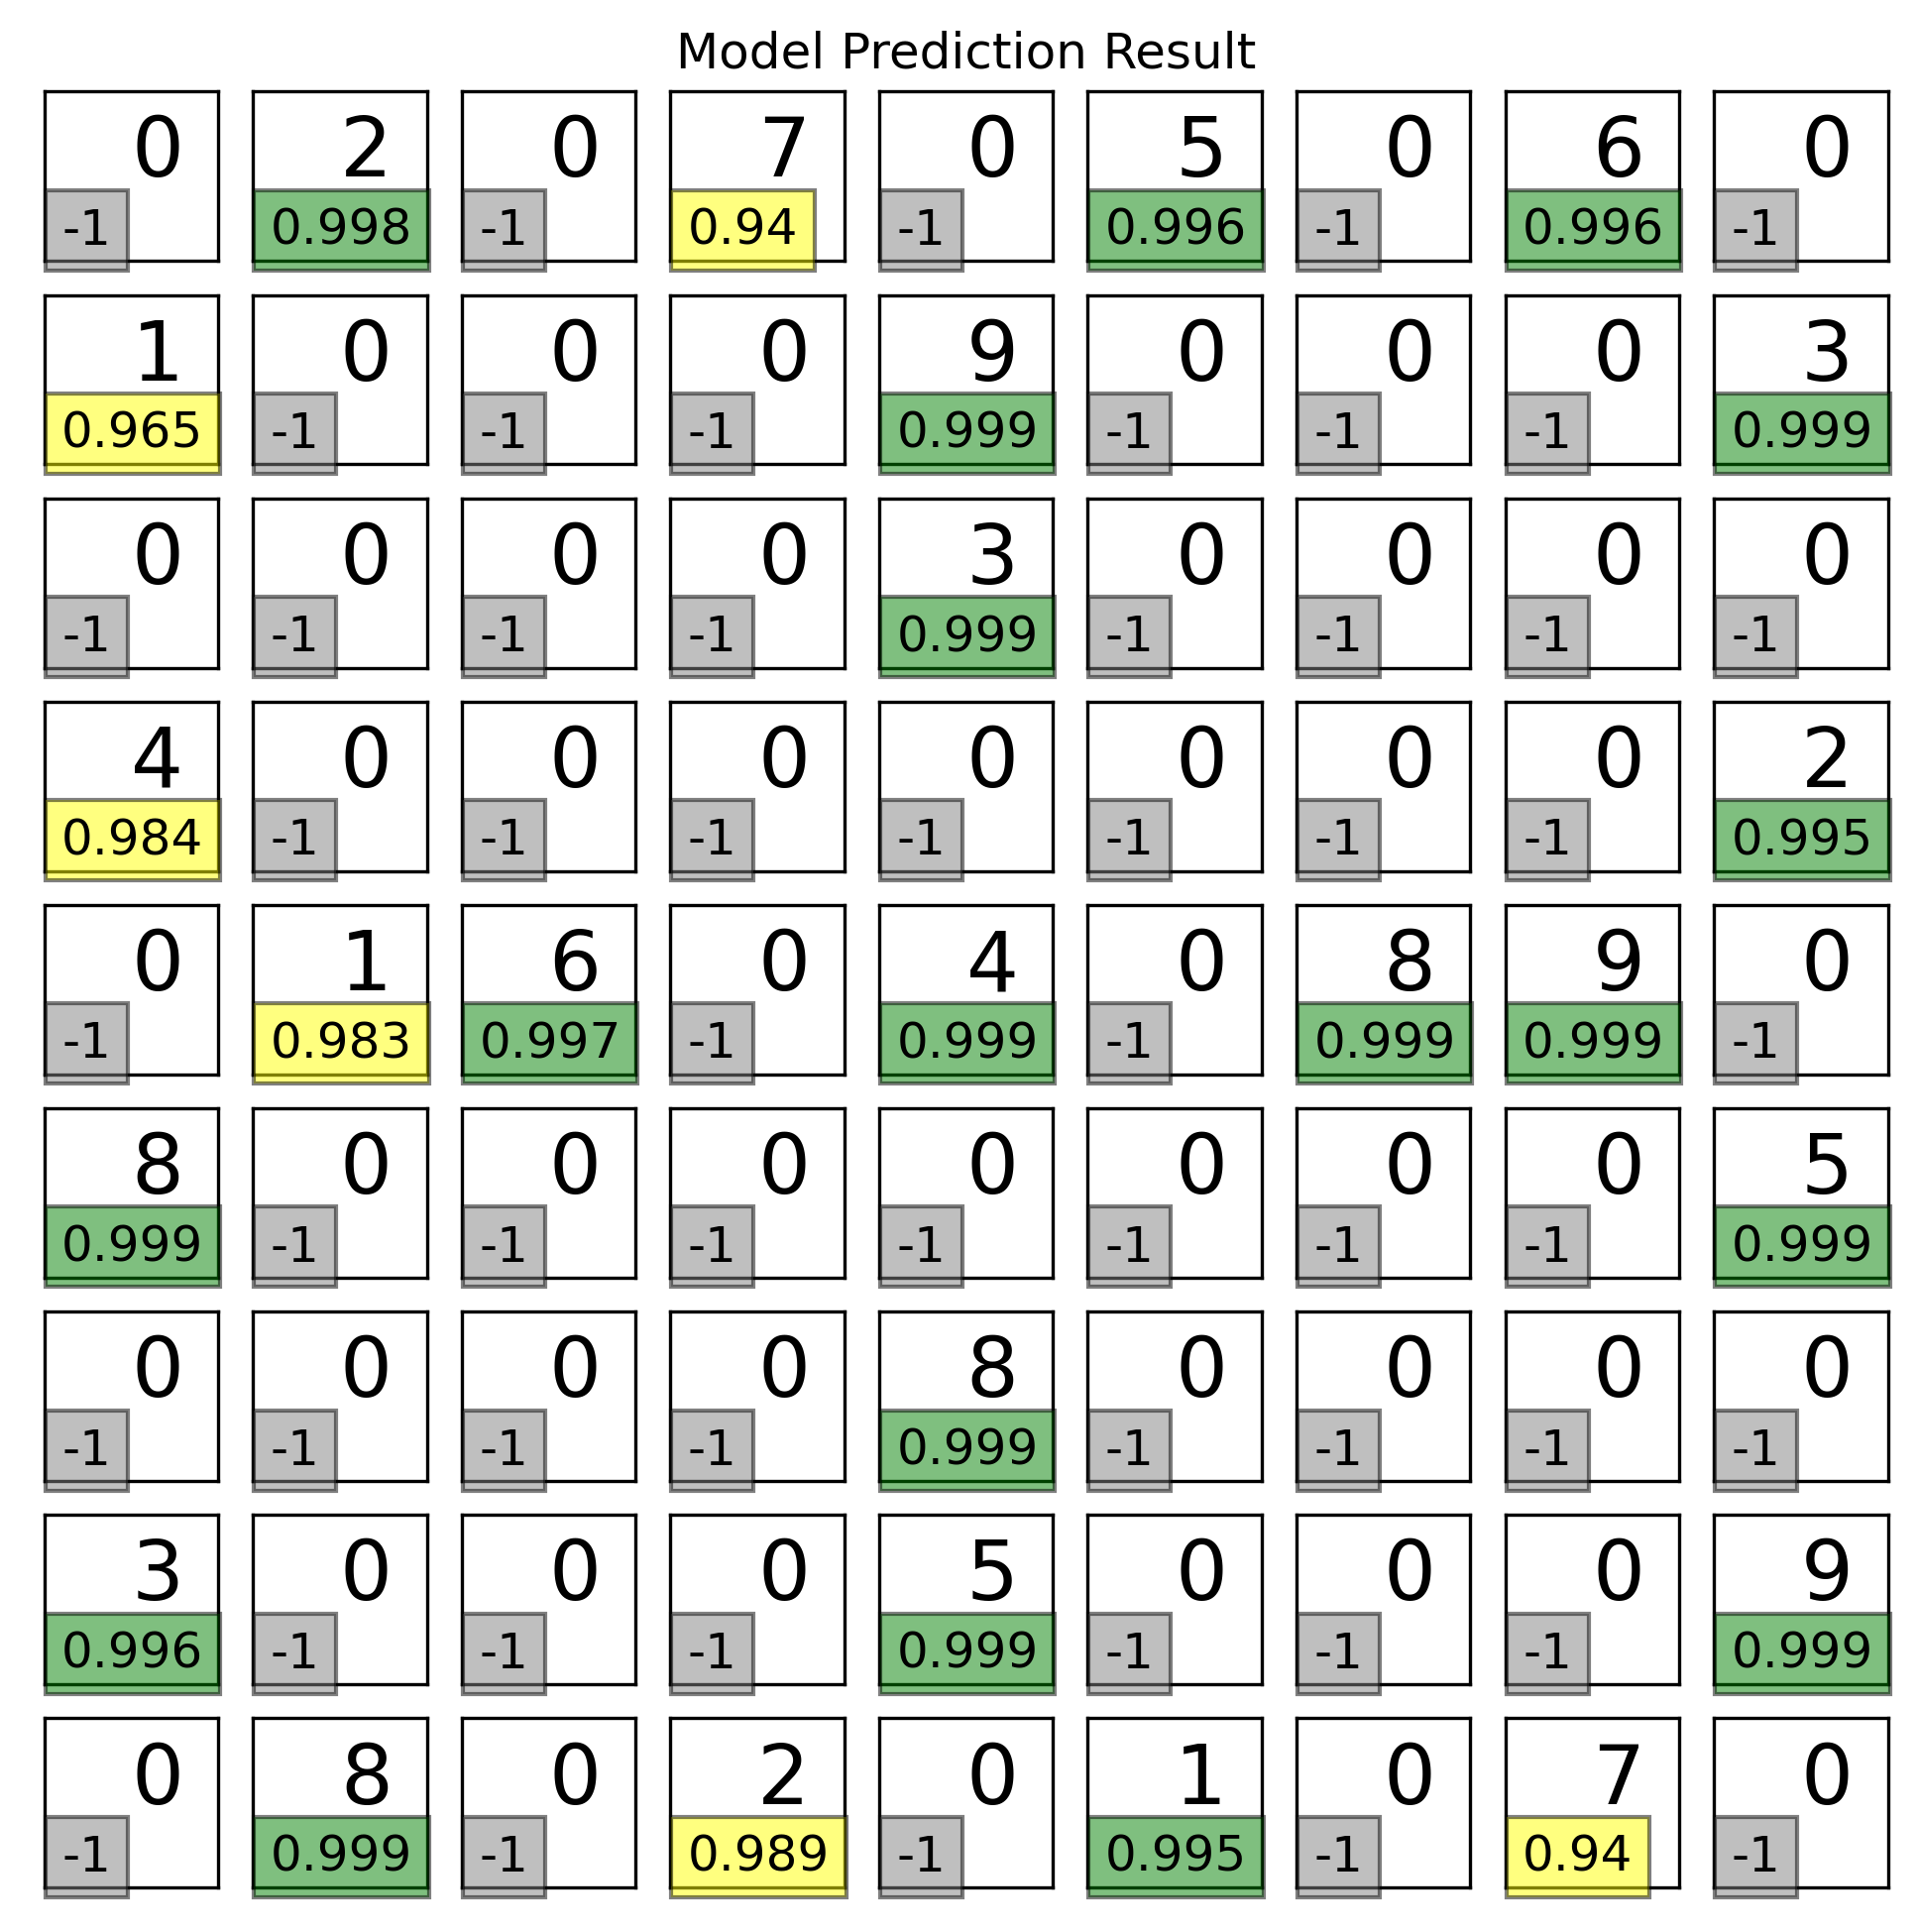 Model Prediction Result
0 2 0 7 0 5 0 6 0
-1 0.998 -1 0.94 -1 0.996 -1 0.996 -1
1 0 0 0 9 0 0 0 3
0.965 -1 -1 -1 0.999 -1 -1 -1 0.999
0 0 0 0 3 0 0 0 0
-1 -1 -1 -1 0.999 -1 -1 -1 -1
4 0 0 0 0 0 0 0 2
0.984 -1 -1 -1 -1 -1 -1 -1 0.995
0 1 6 0 4 0 8 9 0
-1 0.983 0.997 -1 0.999 -1 0.999 0.999 -1
8 0 0 0 0 0 0 0 5
0.999 -1 -1 -1 -1 -1 -1 -1 0.999
0 0 0 0 8 0 0 0 0
-1 -1 -1 -1 0.999 -1 -1 -1 -1
3 0 0 0 5 0 0 0 9
0.996 -1 -1 -1 0.999 -1 -1 -1 0.999
0 8 0 2 0 1 0 7 0
-1 0.999 -1 0.989 -1 0.995 -1 0.94 -1